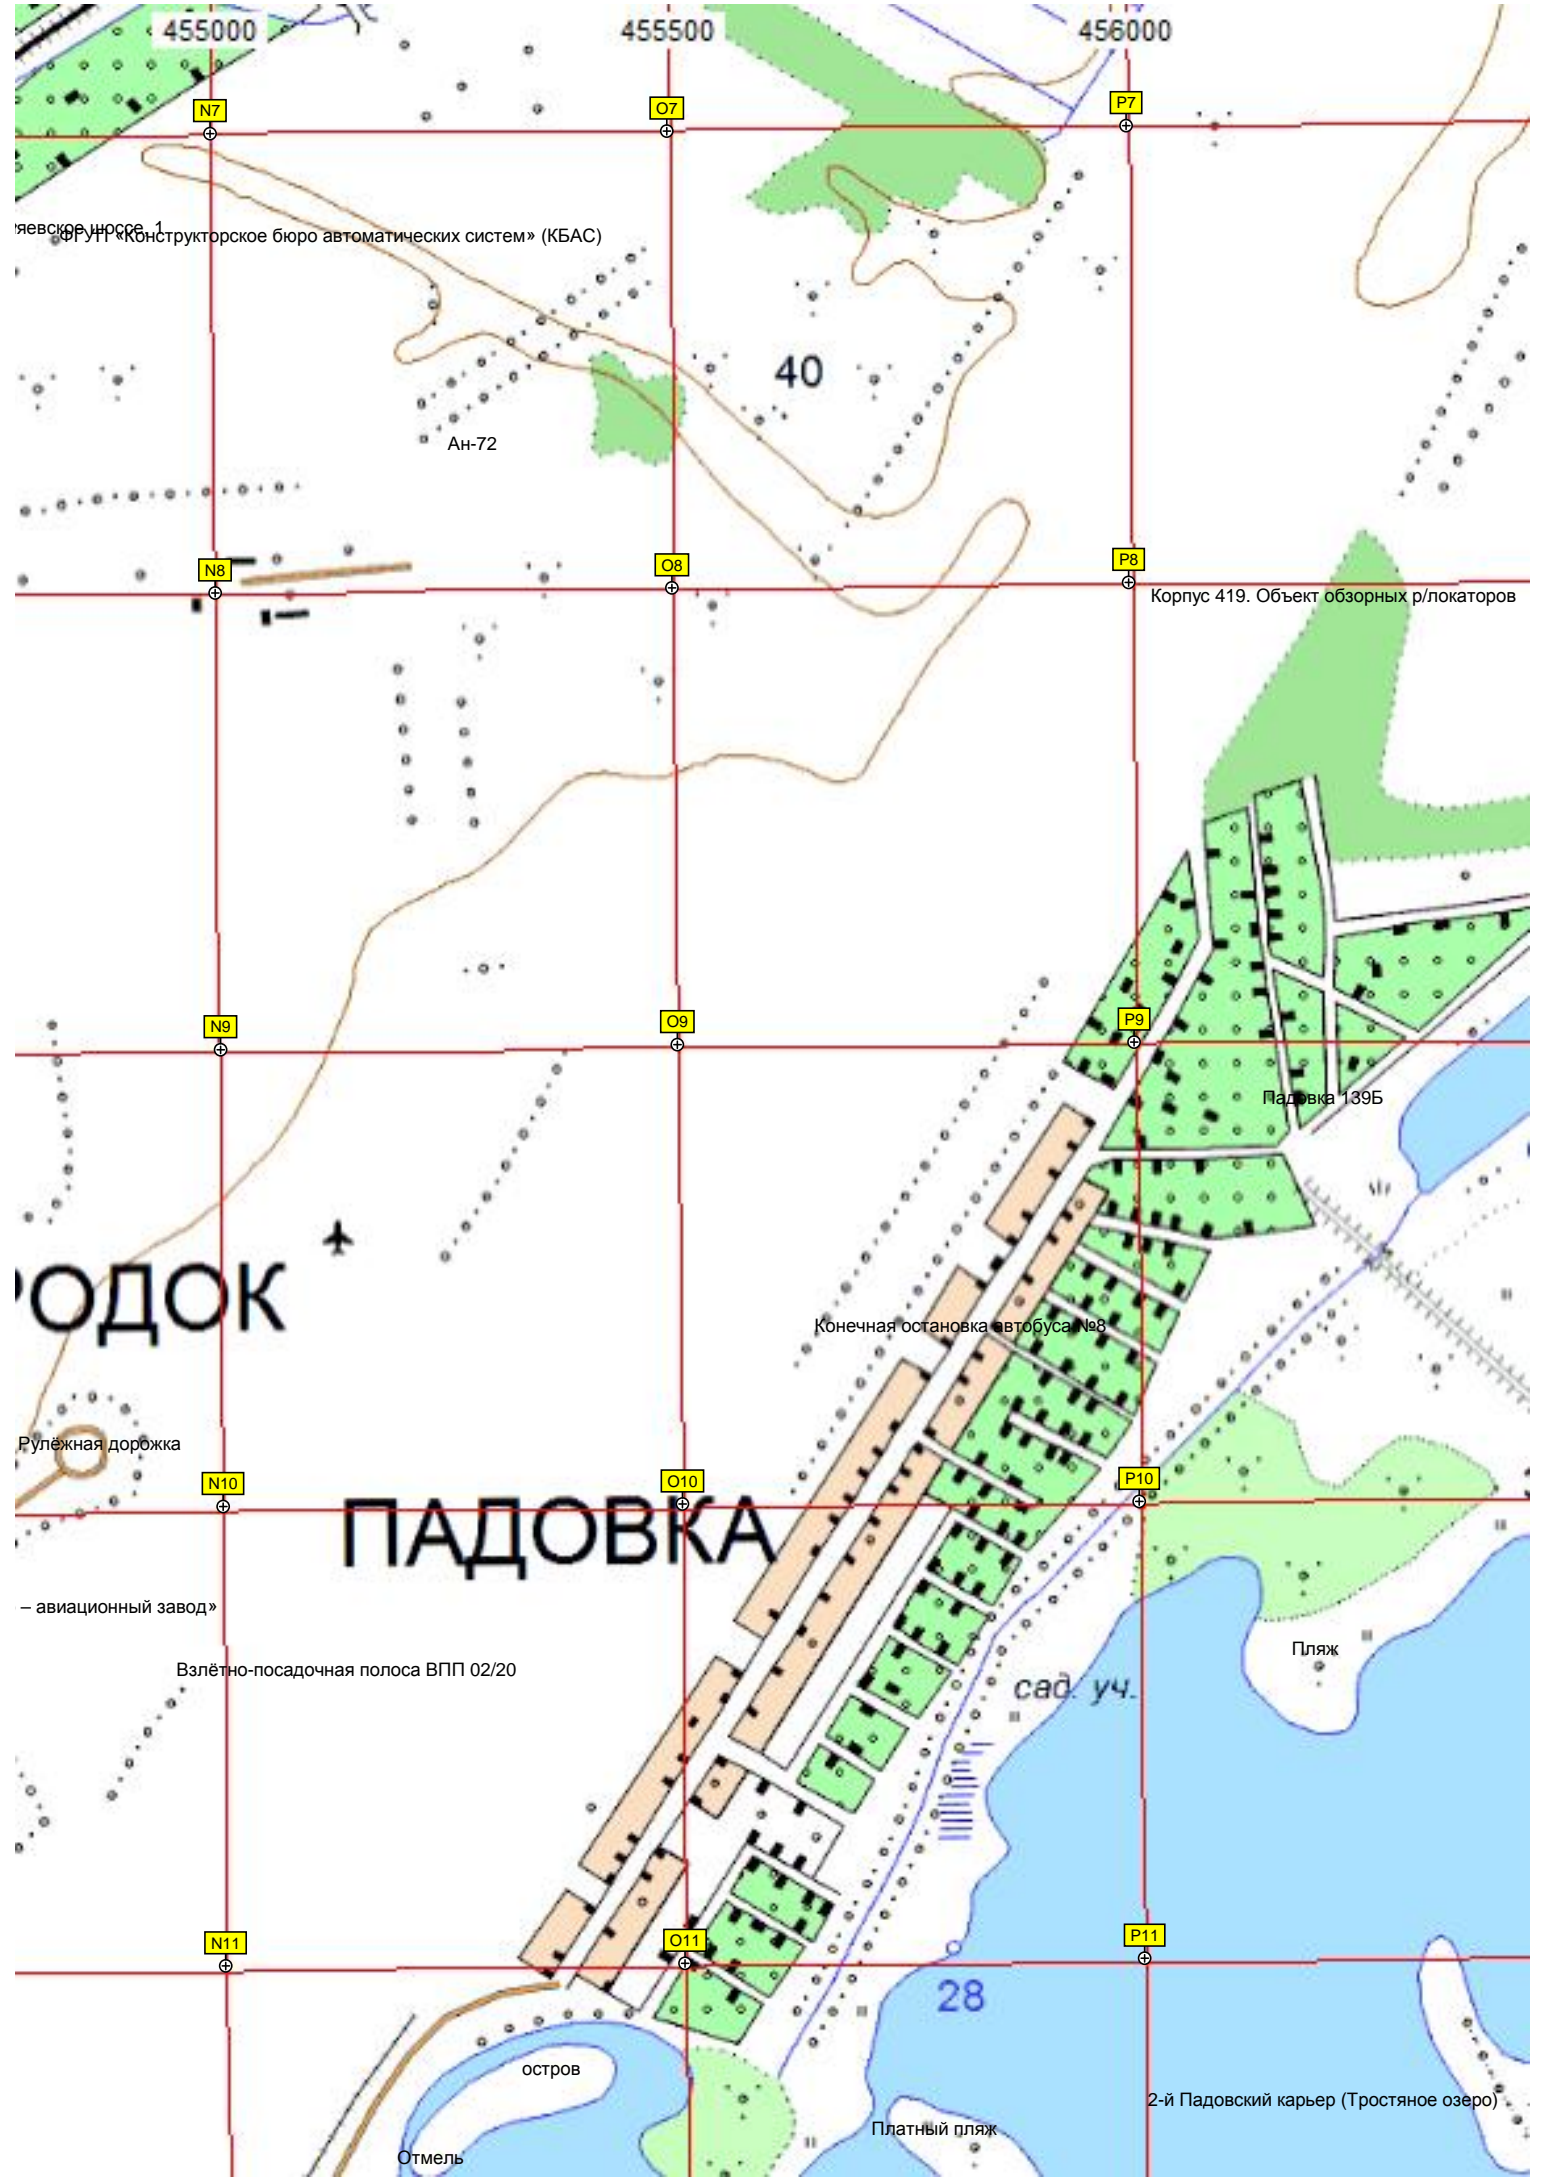 455000 455500 456000
N7 O7 P7
яевское шоссе, 1
ФГУП «Конструкторское бюро автоматических систем» (КБАС)
40
Ан-72
N8 O8 P8
Корпус 419. Объект обзорных р/локаторов
N9 O9 P9
Падовка 139Б
РОДОК
Конечная остановка автобуса №8
Рулёжная дорожка
N10 O10 P10
ПАДОВКА
– авиационный завод»
Пляж
Взлётно-посадочная полоса ВПП 02/20
сад. уч.
N11 O11 P11
28
остров
2-й Падовский карьер (Тростяное озеро)
Платный пляж
Отмель